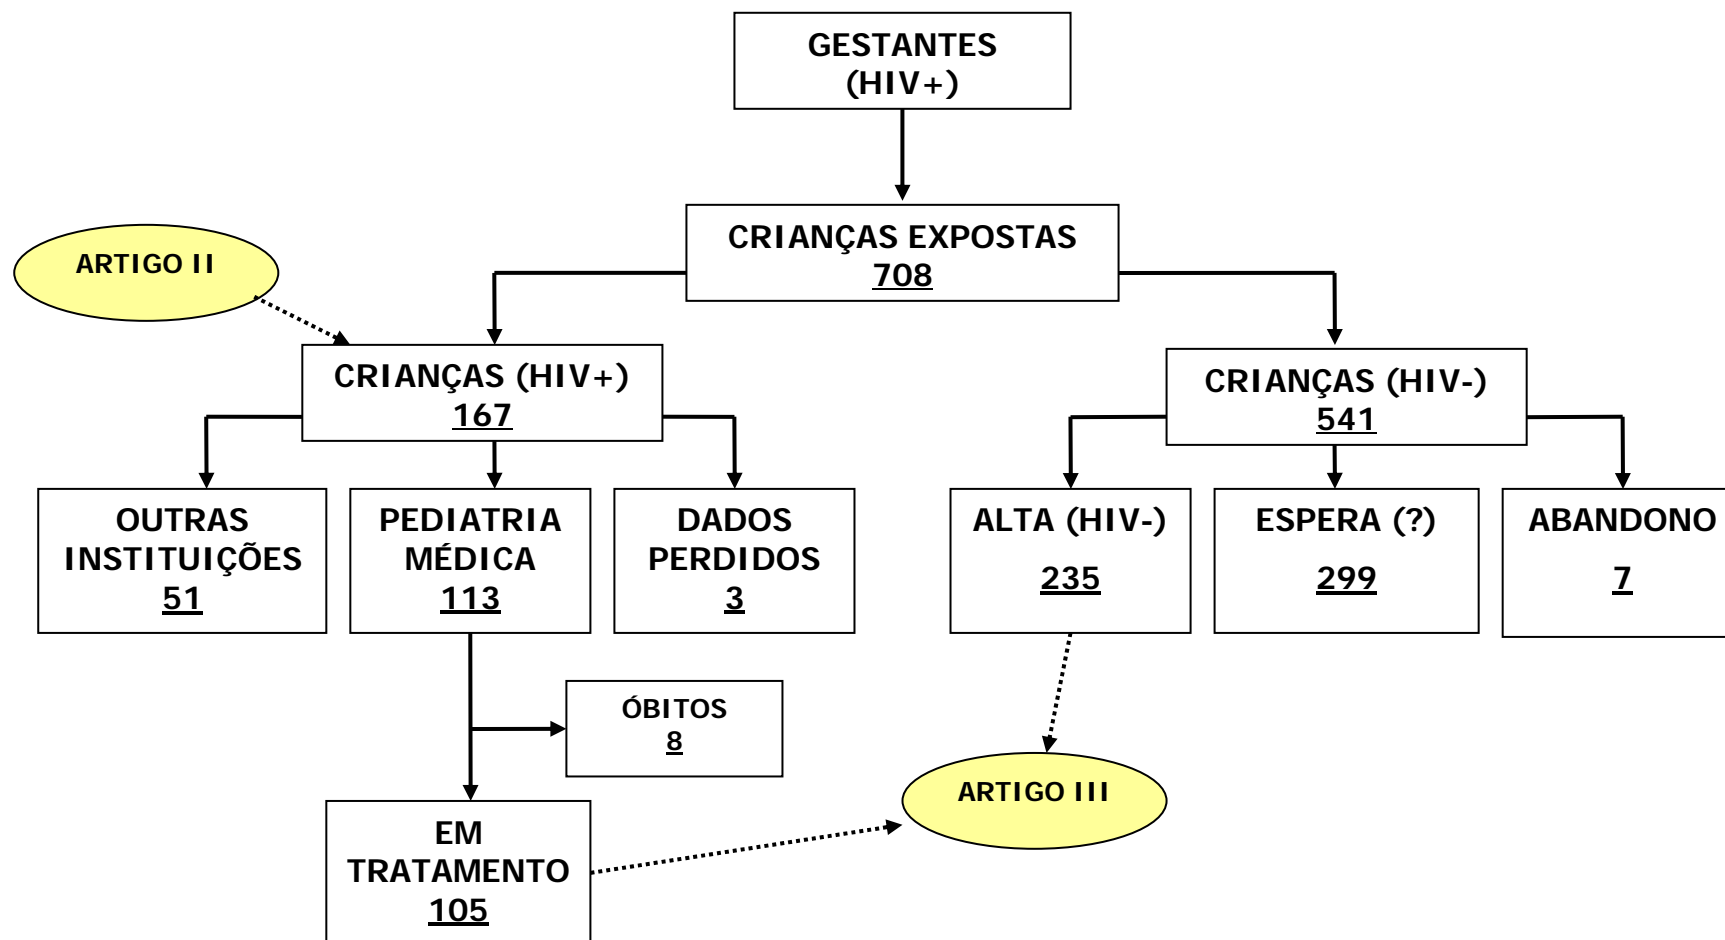 GESTANTES
(HIV+)
CRIANÇAS EXPOSTAS
708
ARTIGO II
CRIANÇAS (HIV+)
167
CRIANÇAS (HIV-)
541
OUTRAS
INSTITUIÇÕES
51
PEDIATRIA
MÉDICA
113
DADOS
PERDIDOS
3
ALTA (HIV-)
235
ESPERA (?)
299
ABANDONO
7
ÓBITOS
8
ARTIGO III
EM
TRATAMENTO
105